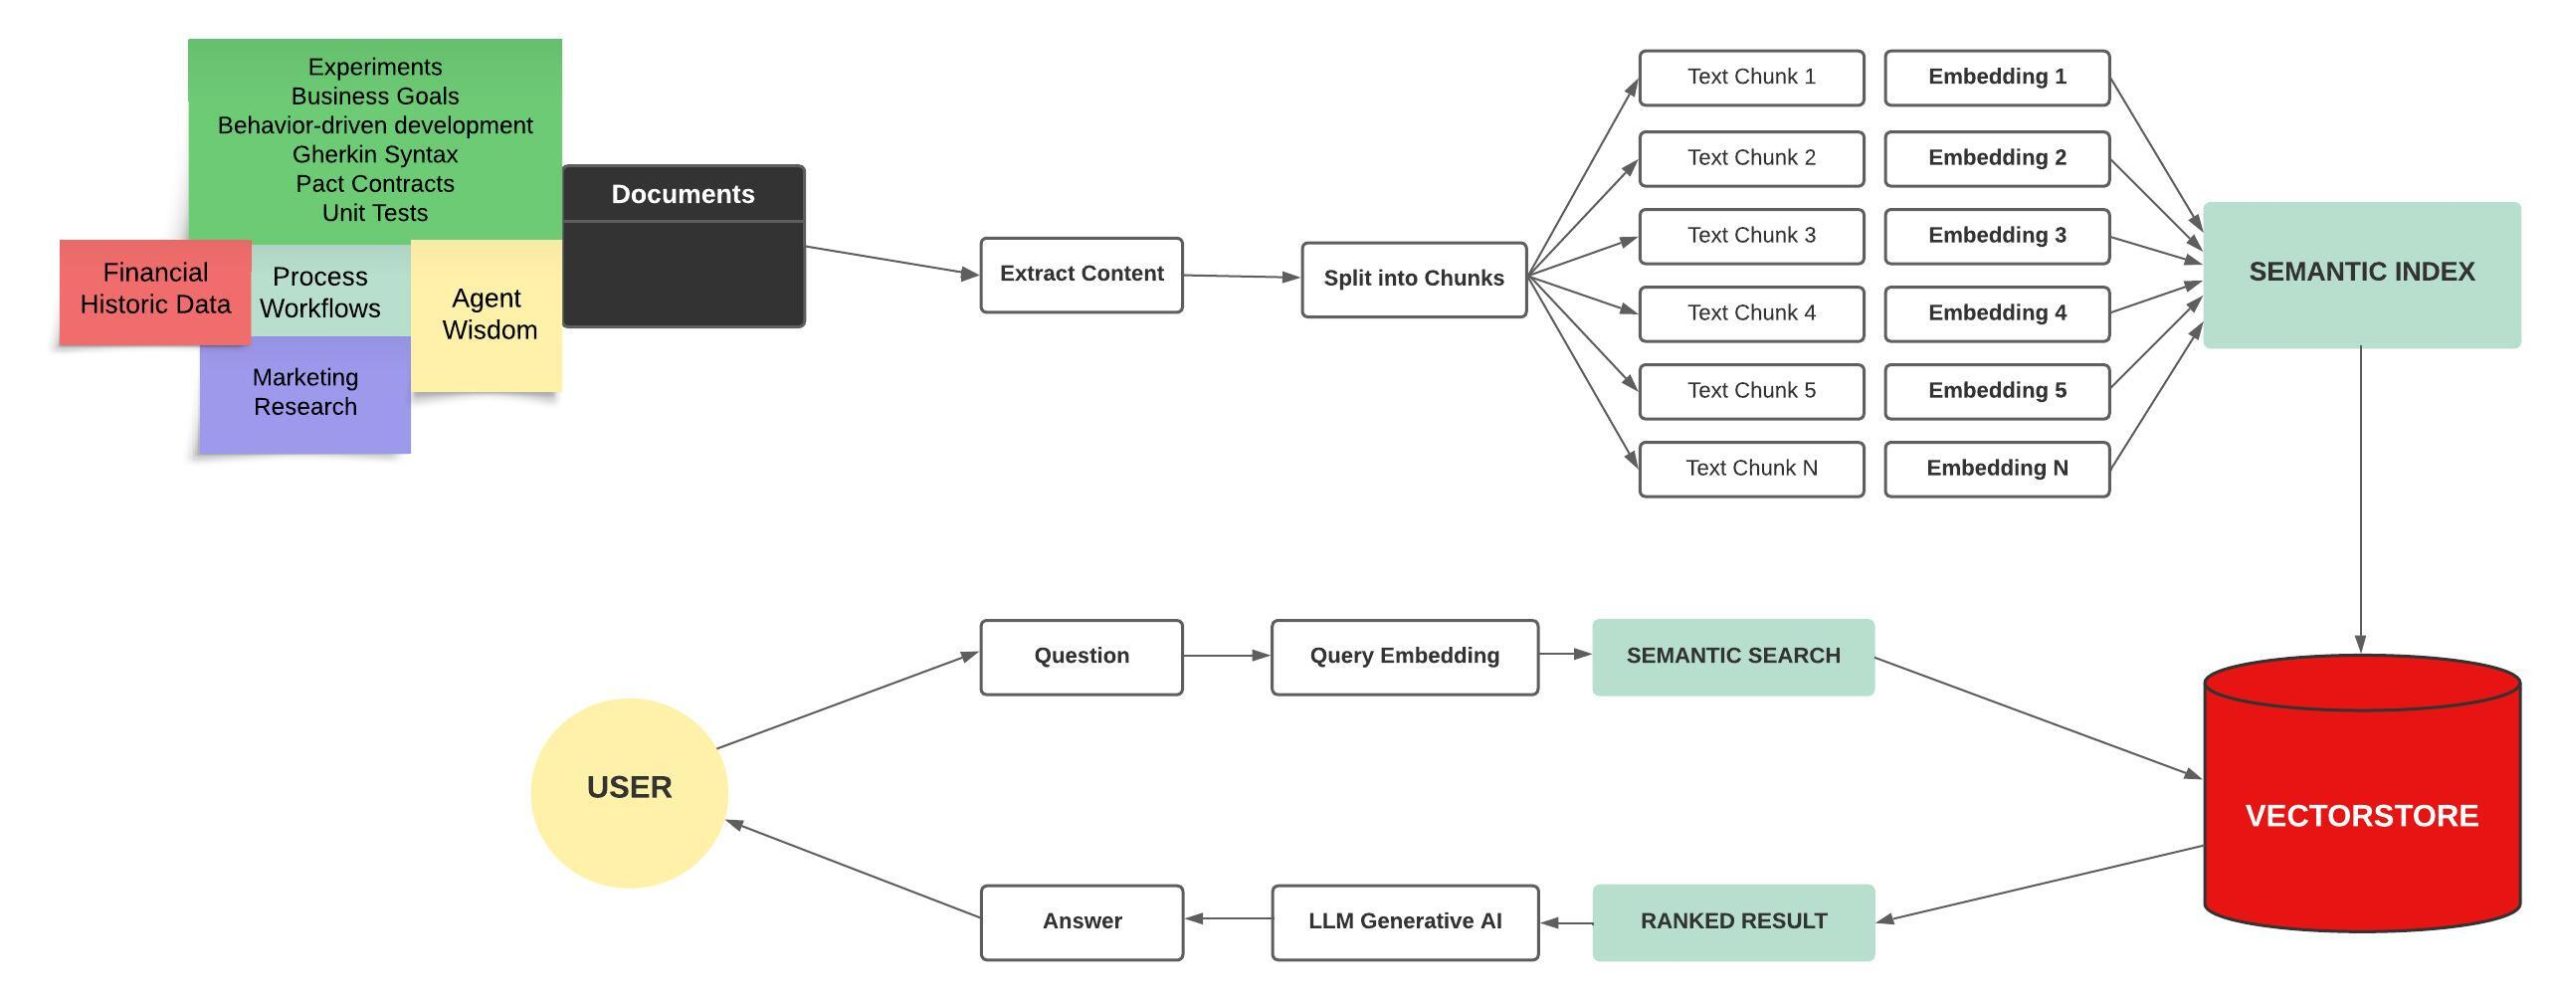 Experiments
Business Goals
Behavior-driven development
Gherkin Syntax
Pact Contracts
Unit Tests
Financial
Historic Data
Process
Workflows
Agent
Wisdom
Marketing
Research
Documents
Extract Content
Split into Chunks
Text Chunk 1
Embedding 1
Text Chunk 2
Embedding 2
Text Chunk 3
Embedding 3
Text Chunk 4
Embedding 4
Text Chunk 5
Embedding 5
Text Chunk N
Embedding N
SEMANTIC INDEX
USER
Question
Query Embedding
SEMANTIC SEARCH
VECTORSTORE
RANKED RESULT
LLM Generative AI
Answer